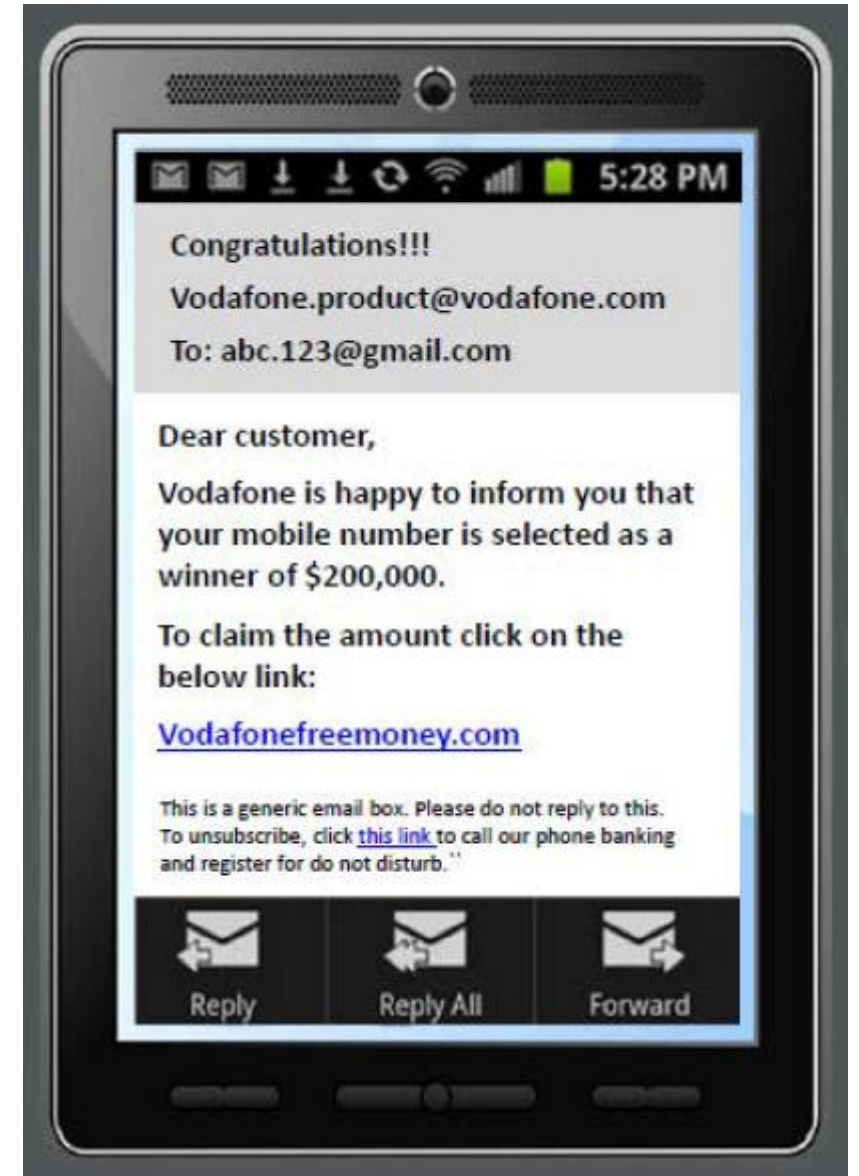 5:28 PM
Congratulations!!!
Vodafone.product@vodafone.com
To: abc.123@gmail.com
Dear customer,
Vodafone is happy to inform you that
your mobile number is selected as a
winner of $200,000.
To claim the amount click on the
below link:
Vodafonefreemoney.com
This is a generic email box. Please do not reply to this.
To unsubscribe, click this link to call our phone banking
and register for do not disturb.``
Reply Reply All Forward